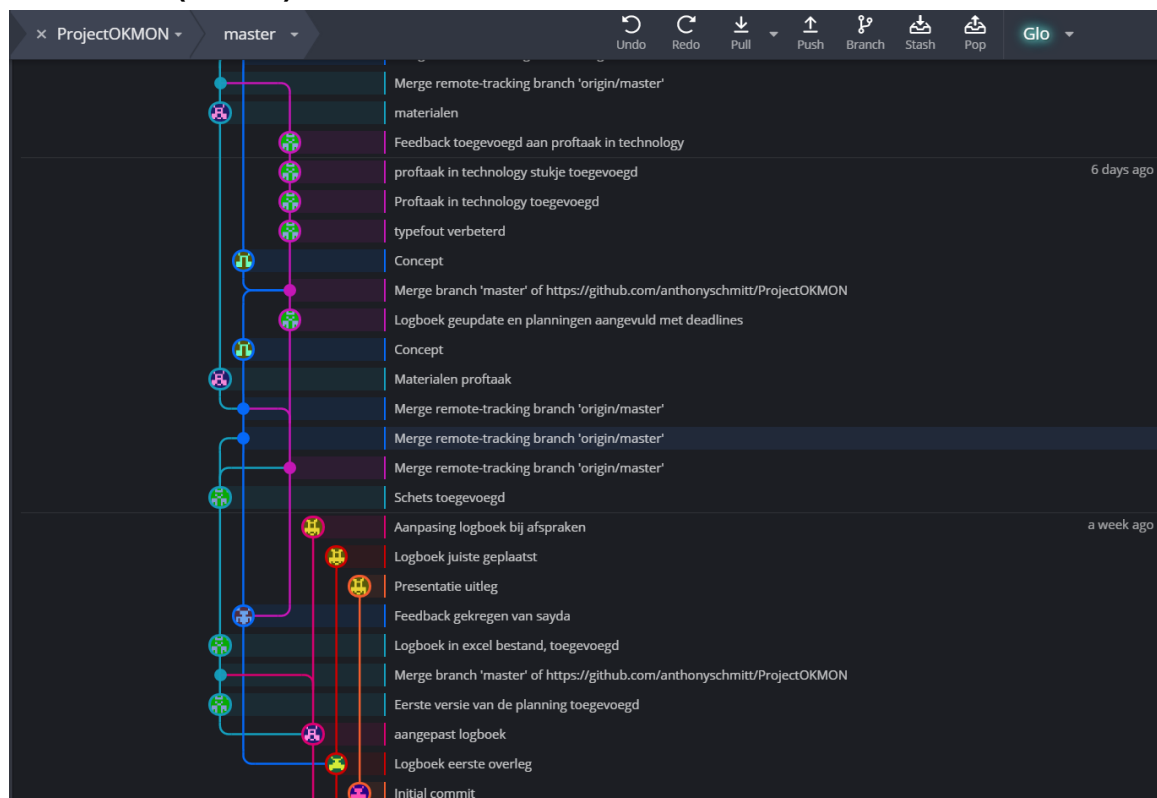 × ProjectOKMON master Undo Redo Pull Push Branch Stash Pop Glo
Merge remote-tracking branch 'origin/master'
materialen
Feedback toegevoegd aan proftaak in technology
proftaak in technology stukje toegevoegd 6 days ago
Proftaak in technology toegevoegd
typefout verbeterd
Concept
Merge branch 'master' of https://github.com/anthonyschmitt/ProjectOKMON
Logboek geupdate en planningen aangevuld met deadlines
Concept
Materialen proftaak
Merge remote-tracking branch 'origin/master'
Merge remote-tracking branch 'origin/master'
Merge remote-tracking branch 'origin/master'
Schets toegevoegd
Aanpasing logboek bij afspraken a week ago
Logboek juiste geplaatst
Presentatie uitleg
Feedback gekregen van sayda
Logboek in excel bestand, toegevoegd
Merge branch 'master' of https://github.com/anthonyschmitt/ProjectOKMON
Eerste versie van de planning toegevoegd
aangepast logboek
Logboek eerste overleg
Initial commit